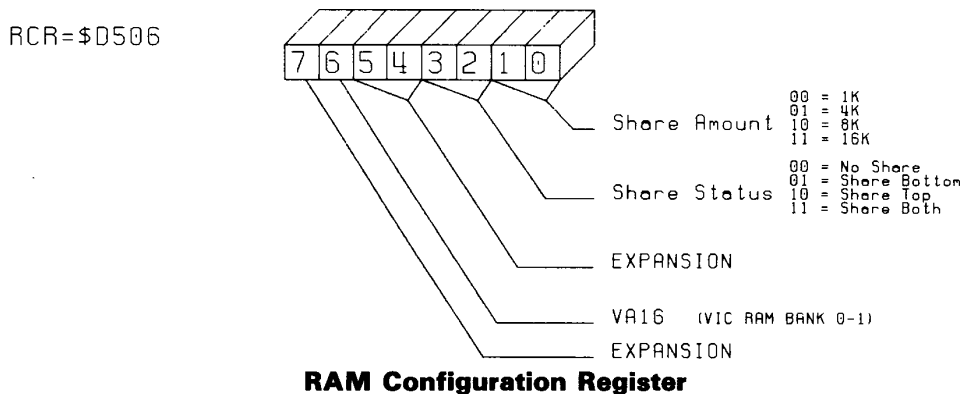 RCR=$D506
7 6 5 4 3 2 1 0
Share Amount
00 = 1K
01 = 4K
10 = 8K
11 = 16K
Share Status
00 = No Share
01 = Share Bottom
10 = Share Top
11 = Share Both
EXPANSION
VA16 (VIC RAM BANK 0-1)
EXPANSION
RAM Configuration Register